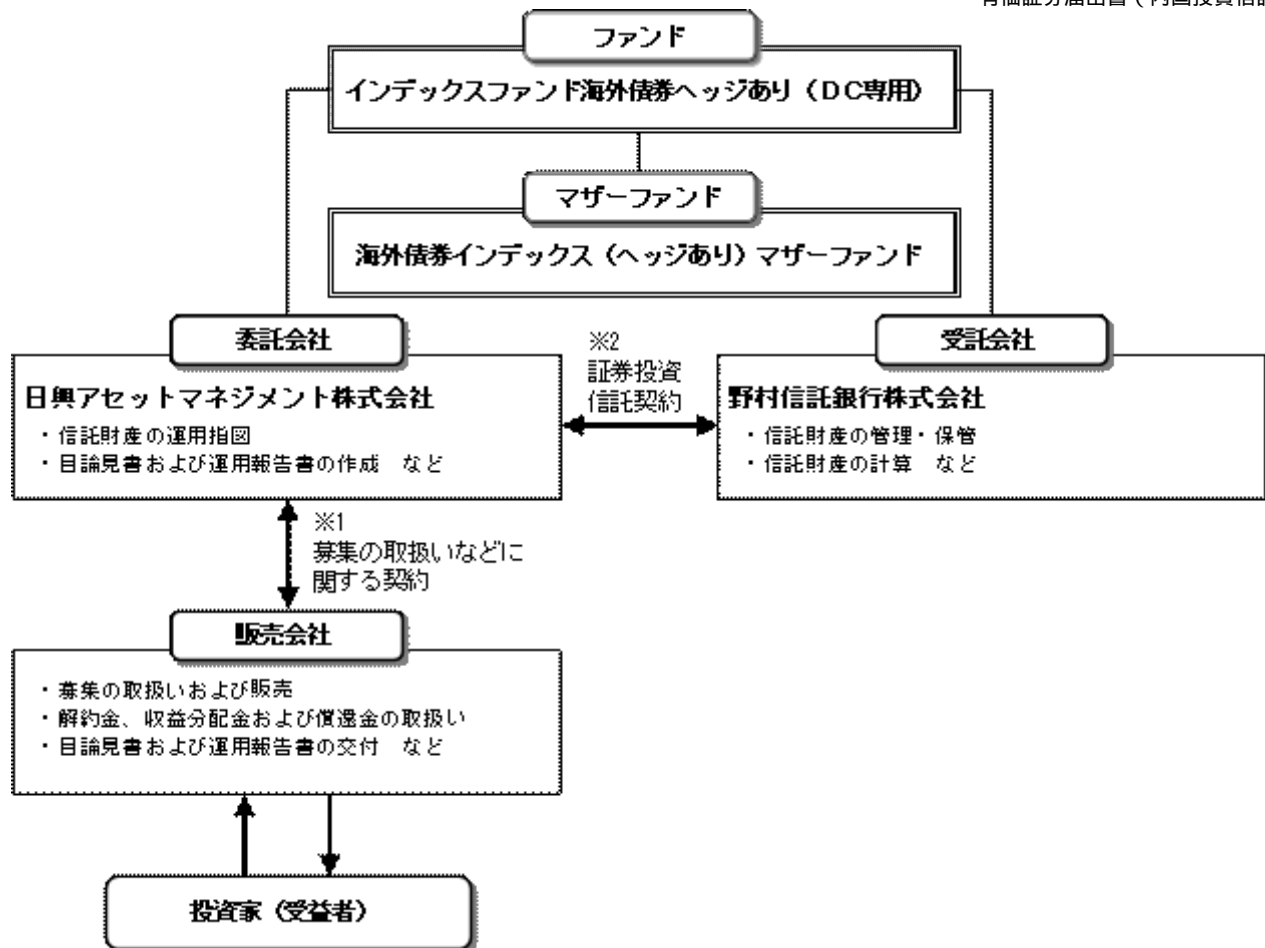 有価証券届出書（内国投資信託
ファンド
インデックスファンド海外債券ヘッジあり（ＤＣ専用）
マザーファンド
海外債券インデックス（ヘッジあり）マザーファンド
委託会社
日興アセットマネジメント株式会社
・信託財産の運用指図
・目論見書および運用報告書の作成　など
※2
証券投資
信託契約
受託会社
野村信託銀行株式会社
・信託財産の管理・保管
・信託財産の計算　など
※1
募集の取扱いなどに
関する契約
販売会社
・募集の取扱いおよび販売
・解約金、収益分配金および償還金の取扱い
・目論見書および運用報告書の交付　など
投資家（受益者）